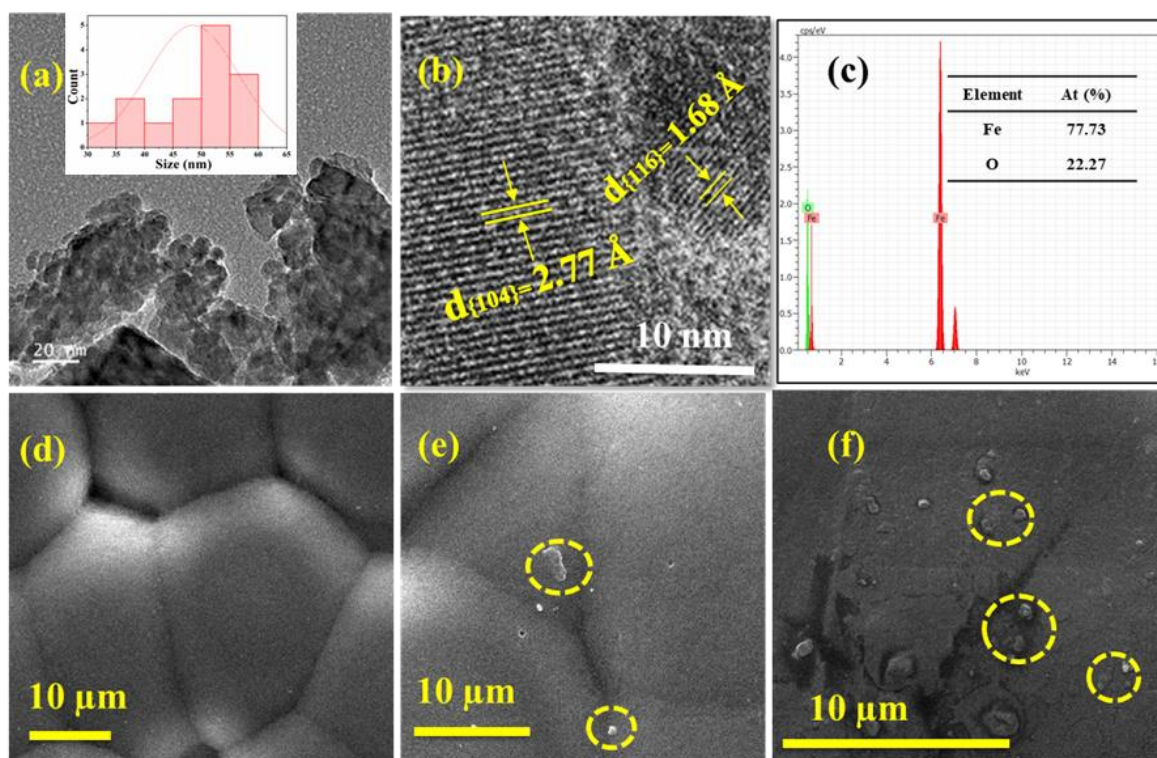 (a)
Count
5
4
3
2
1
0
30 35 40 45 50 55 60 65
Size (nm)
20 nm
(b)
d{104}= 2.77 Å
d{116}= 1.68 Å
10 nm
cps/eV
(c)
4.0
3.5
3.0
2.5
2.0
1.5
1.0
0.5
0.0
Element At (%)
Fe 77.73
O 22.27
O
Fe
Fe
2 4 6 8 10 12 14 16
keV
(d)
10 µm
(e)
10 µm
(f)
10 µm